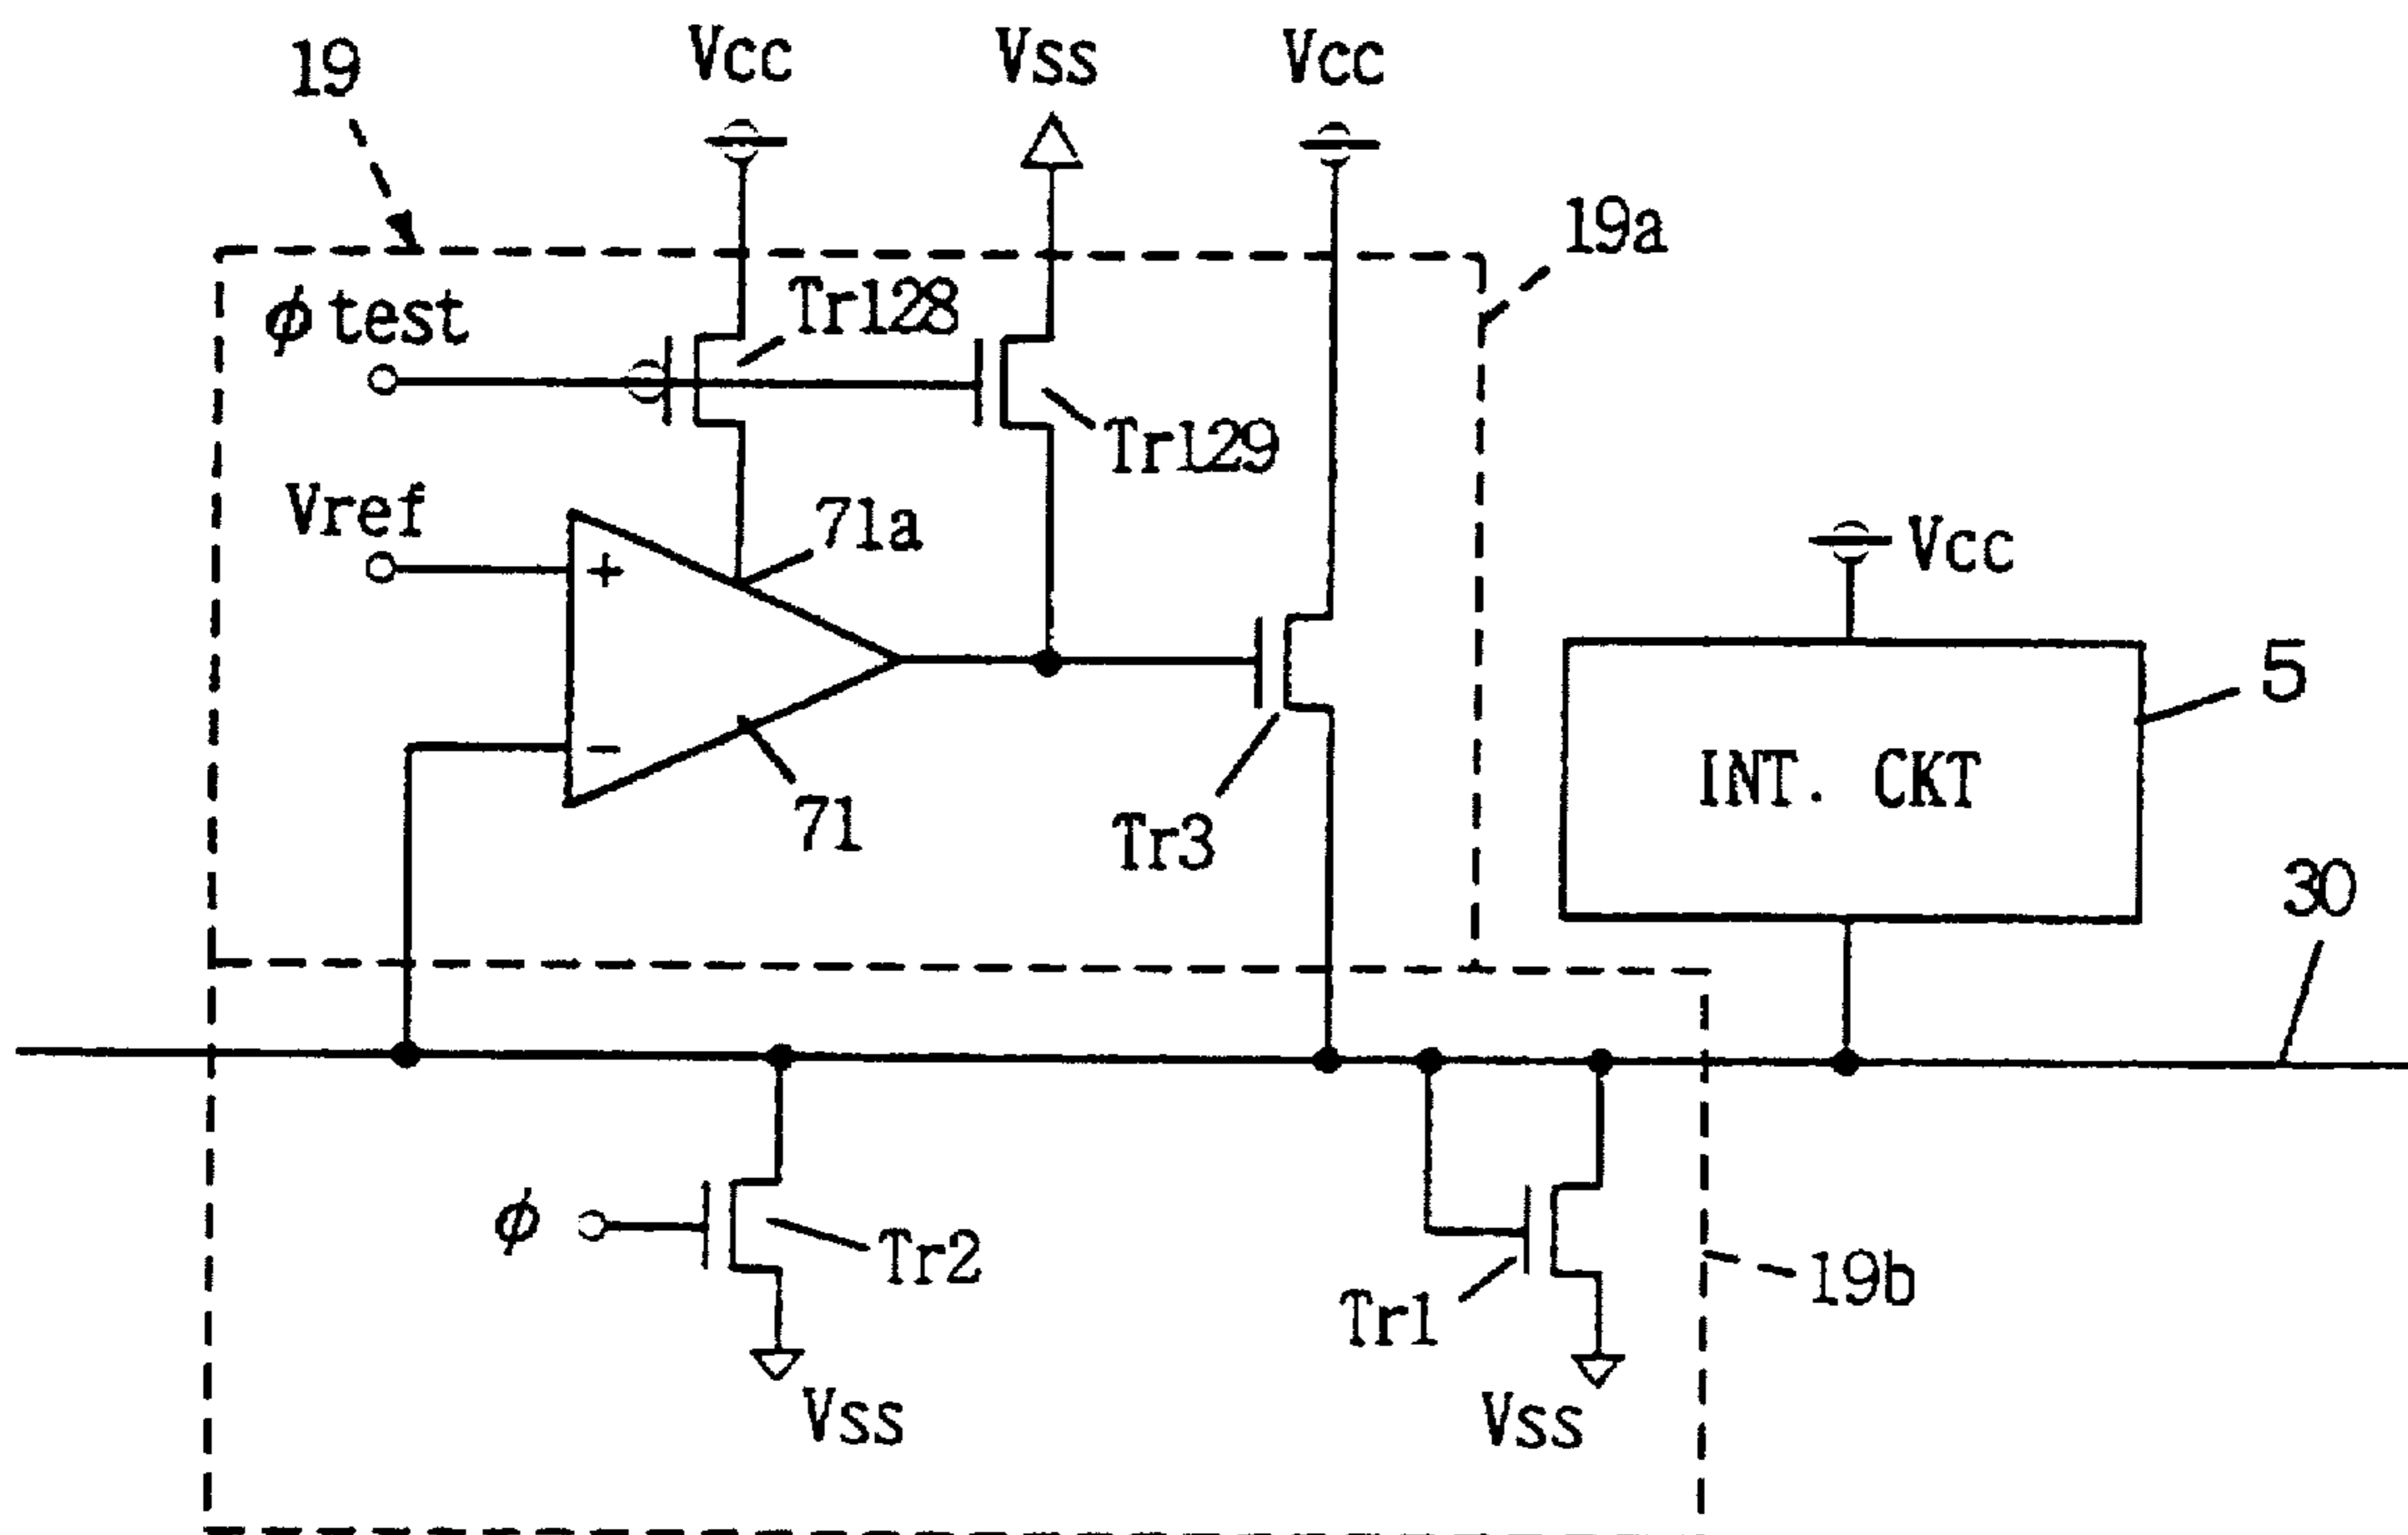 19
Vcc
Vss
Vcc
19a
φ test
Tr128
Tr129
Vref
+
71a
Vcc
5
INT. CKT
-
71
Tr3
30
φ
Tr2
Vss
Tr1
Vss
19b